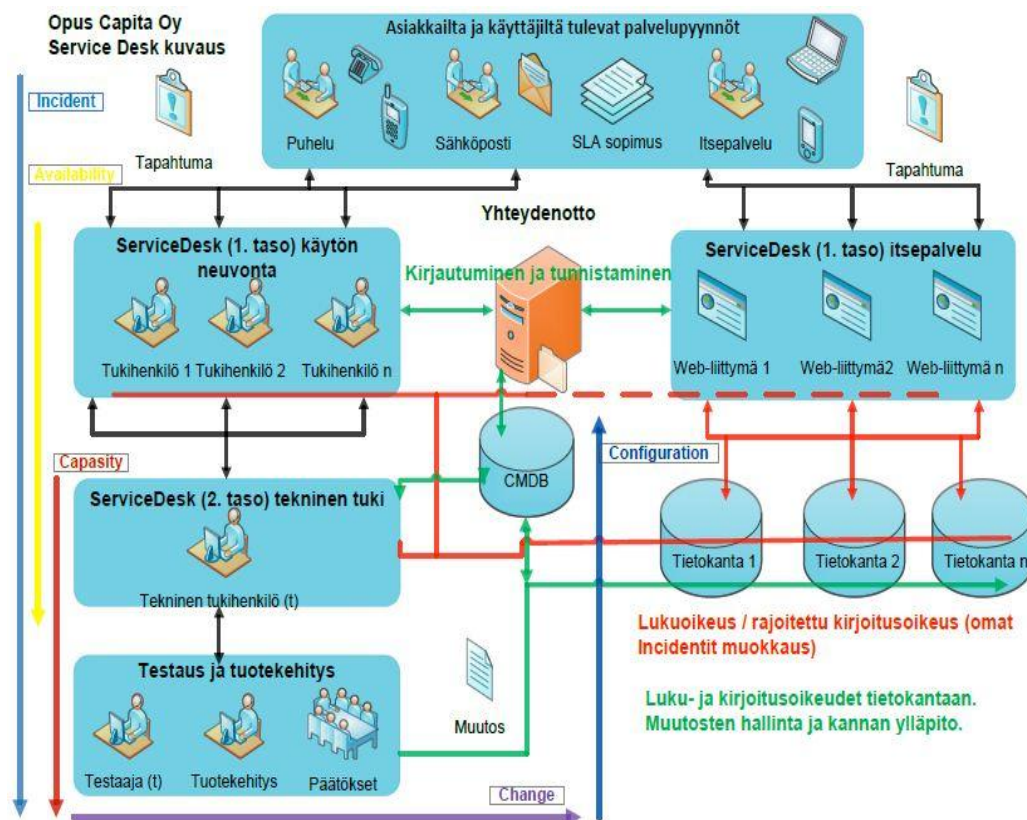 Opus Capita Oy
Service Desk kuvaus
Asiakkailta ja käyttäjiltä tulevat palvelupyynnöt
Incident
Tapahtuma
Puhelu
Sähköposti
SLA sopimus
Itsepalvelu
Tapahtuma
Availability
Yhteydenotto
ServiceDesk (1. taso) käytön
neuvonta
ServiceDesk (1. taso) itsepalvelu
Kirjautuminen ja tunnistaminen
Tukihenkilö 1
Tukihenkilö 2
Tukihenkilö n
Web-liittymä 1
Web-liittymä2
Web-liittymä n
Capasity
Configuration
CMDB
ServiceDesk (2. taso) tekninen tuki
Tekninen tukihenkilö (t)
Tietokanta 1
Tietokanta 2
Tietokanta n
Lukuoikeus / rajoitettu kirjoitusoikeus (omat
Incidentit muokkaus)
Testaus ja tuotekehitys
Luku- ja kirjoitusoikeudet tietokantaan.
Muutosten hallinta ja kannan ylläpito.
Muutos
Testaaja (t)
Tuotekehitys
Päätökset
Change